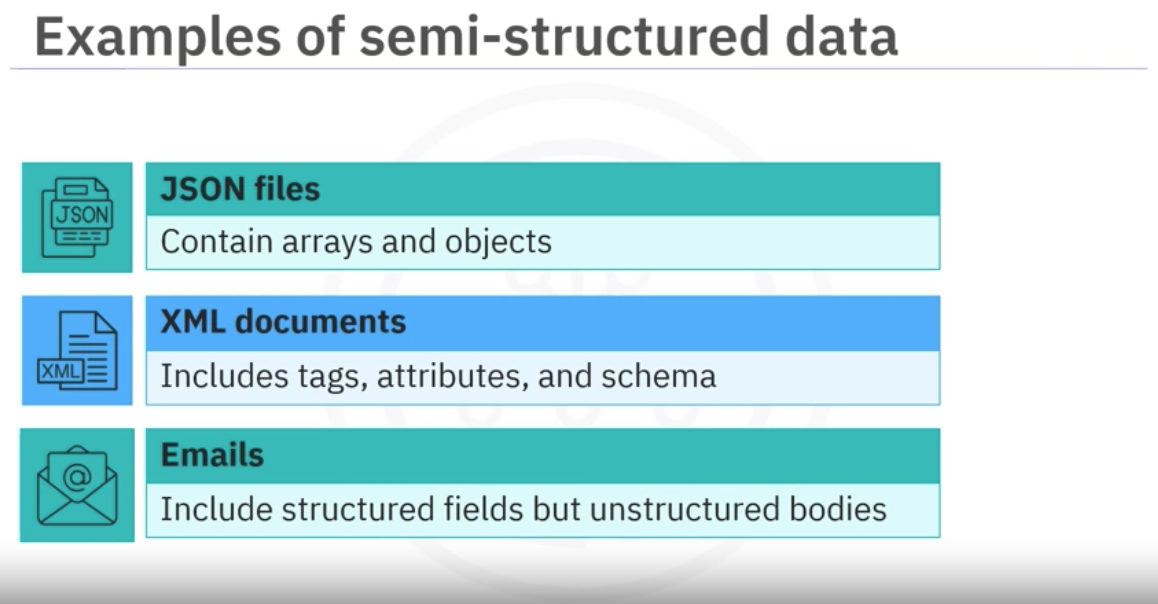 Examples of semi-structured data
JSON
JSON files
Contain arrays and objects
XML
XML documents
Includes tags, attributes, and schema
@
Emails
Include structured fields but unstructured bodies